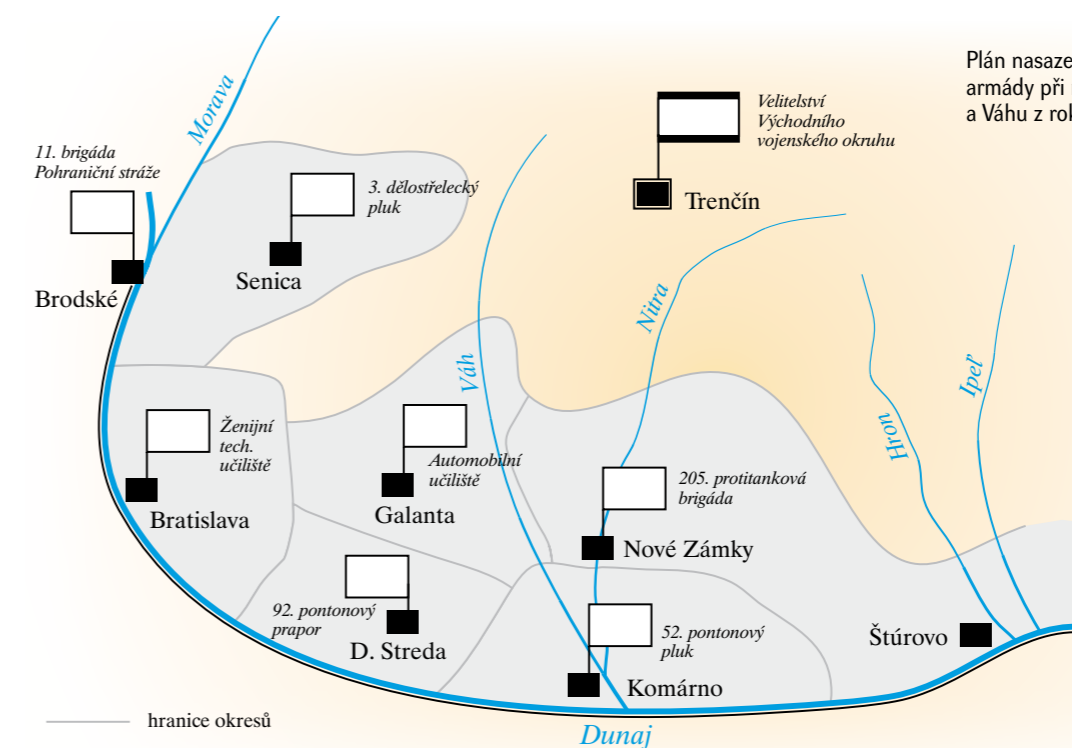 Plán nasaze
armády při
a Váhu z rok
Morava
Velitelství
Východního
vojenského okruhu
Trenčín
11. brigáda
Pohraniční stráže
3. dělostřelecký
pluk
Senica
Brodské
Nitra
Váh
Ipeľ
Hron
Ženijní
tech.
učiliště
Bratislava
Automobilní
učiliště
Galanta
205. protitanková
brigáda
Nové Zámky
92. pontonový
prapor
D. Streda
52. pontonový
pluk
Komárno
Štúrovo
hranice okresů
Dunaj